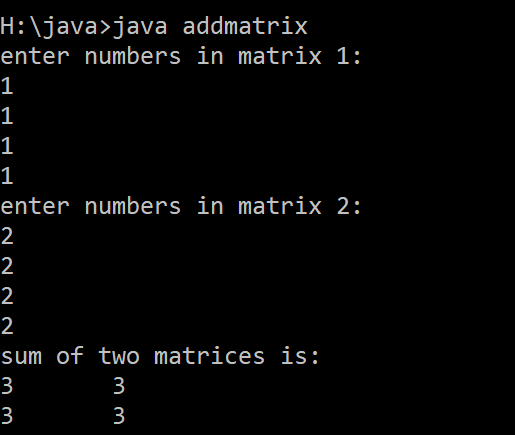 H:\java>java addmatrix
enter numbers in matrix 1:
1
1
1
1
enter numbers in matrix 2:
2
2
2
2
sum of two matrices is:
3       3
3       3